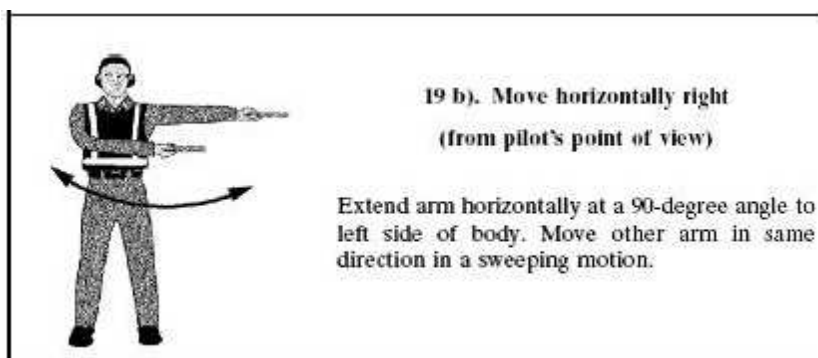 19 b). Move horizontally right
(from pilot's point of view)
Extend arm horizontally at a 90-degree angle to
left side of body. Move other arm in same
direction in a sweeping motion.